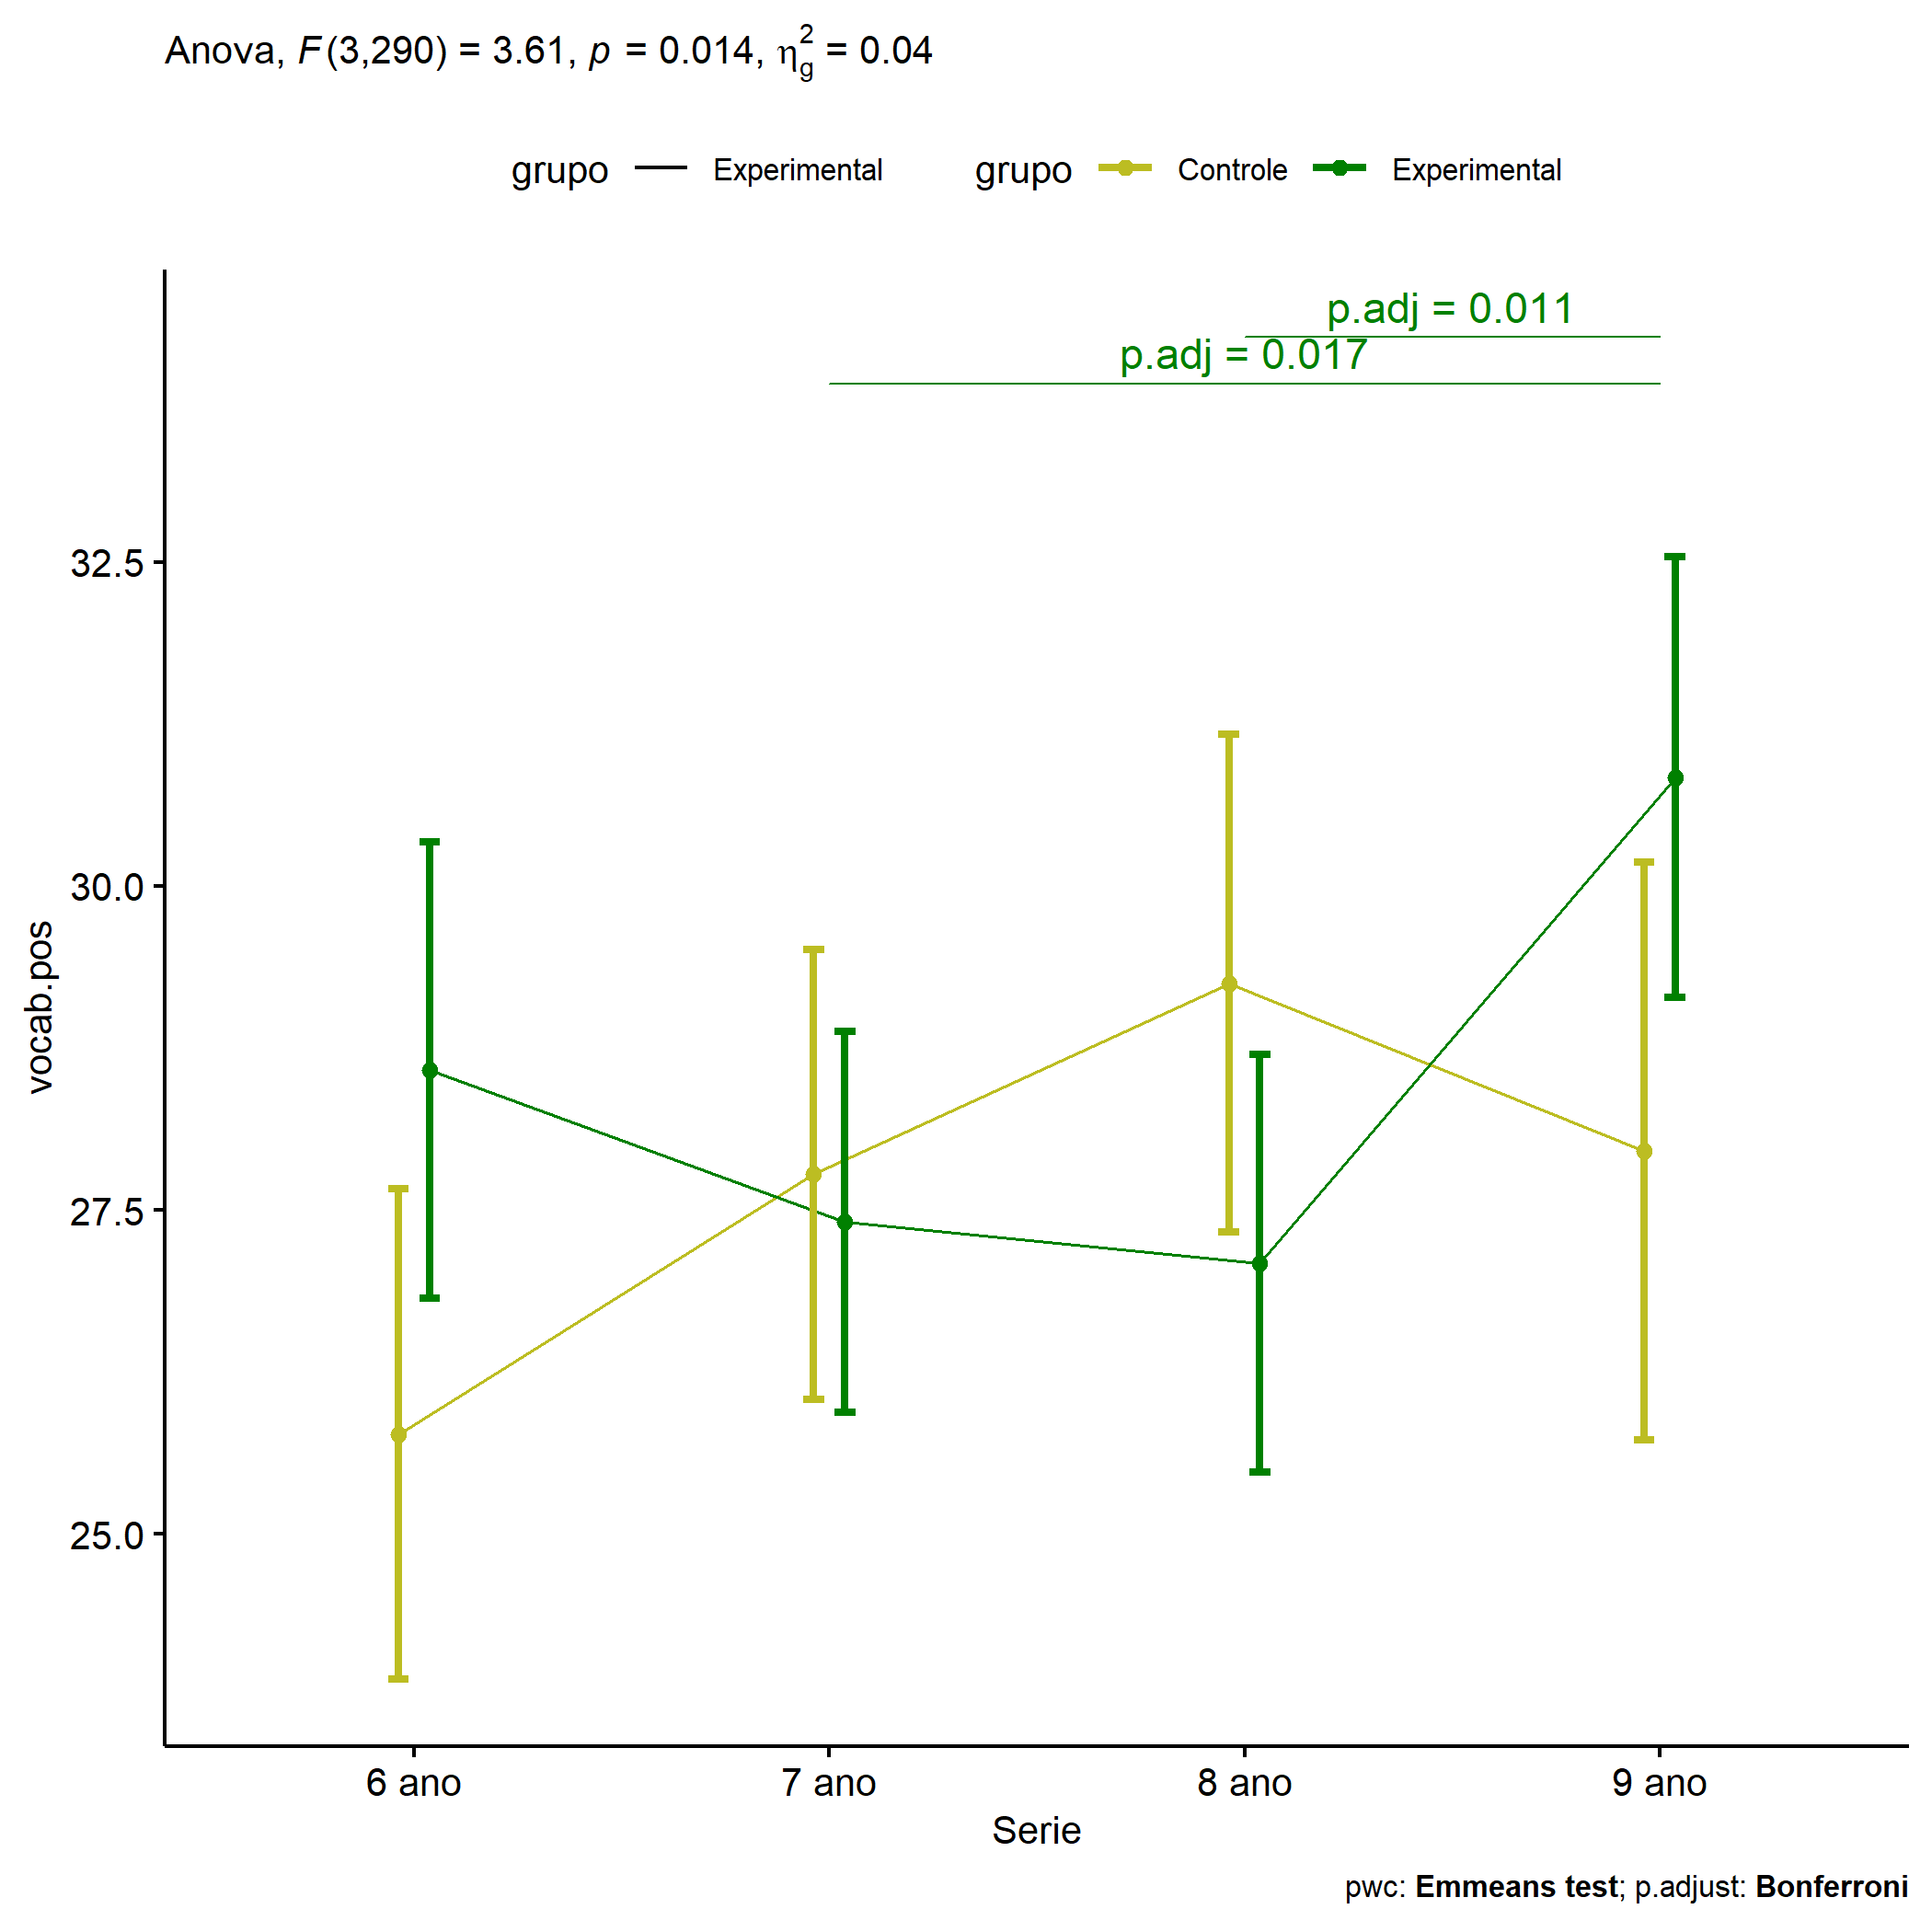 Anova, F(3,290) = 3.61, p = 0.014, η²g = 0.04
grupo Experimental grupo Controle Experimental
p.adj = 0.011
p.adj = 0.017
32.5
30.0
27.5
25.0
vocab.pos
6 ano 7 ano 8 ano 9 ano
Serie
pwc: Emmeans test; p.adjust: Bonferroni